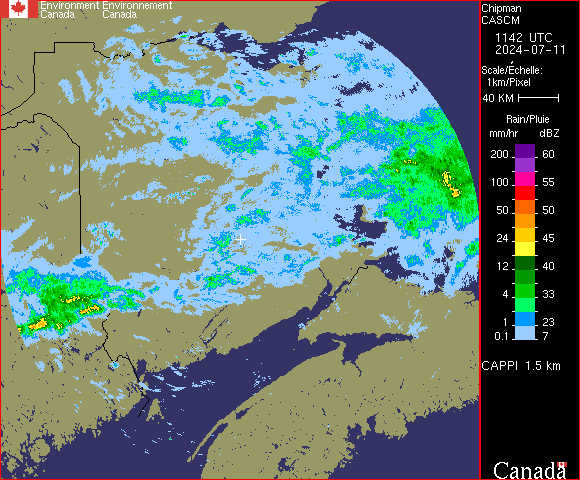 Environment Environnement
Canada Canada
Chipman
CASCM
1142 UTC
2024-07-11
Scale/Échelle:
1km/Pixel
40 KM
Rain/Pluie
mm/hr dBZ
200 60
100 55
50 50
24 45
12 40
4 33
1 23
0.1 7
CAPPI 1.5 km
Canada